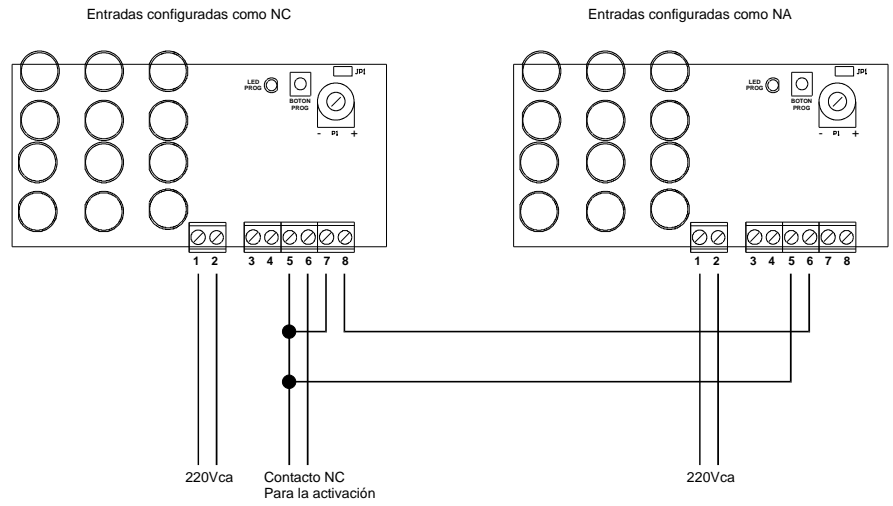 Entradas configuradas como NC
Entradas configuradas como NA
LED
PROG
BOTON
PROG
JP1
- P1 +
LED
PROG
BOTON
PROG
JP1
- P1 +
1 2 3 4 5 6 7 8
1 2 3 4 5 6 7 8
220Vca
Contacto NC
Para la activación
220Vca